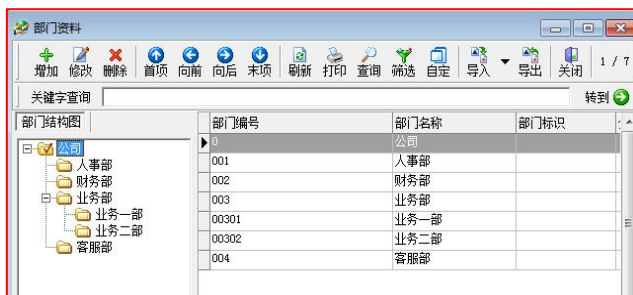 部门资料
增加 修改 删除 首项 向前 向后 末项 刷新 打印 查询 筛选 自定 导入 导出 关闭 1 / 7
关键字查询 转到
部门结构图
公司
人事部
财务部
业务部
业务一部
业务二部
客服部
部门编号 部门名称 部门标识
0 公司
001 人事部
002 财务部
003 业务部
00301 业务一部
00302 业务二部
004 客服部